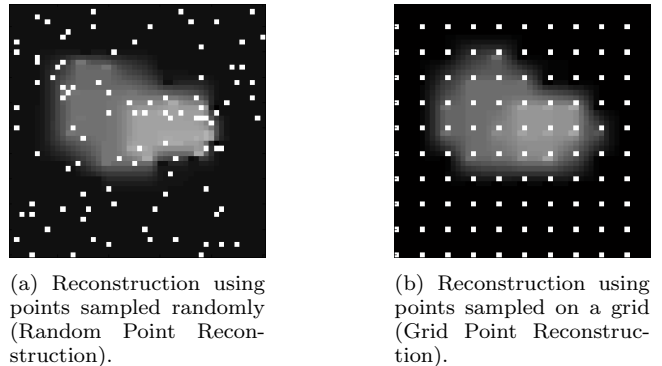 (a) Reconstruction using
points sampled randomly
(Random Point Recon-
struction).
(b) Reconstruction using
points sampled on a grid
(Grid Point Reconstruc-
tion).